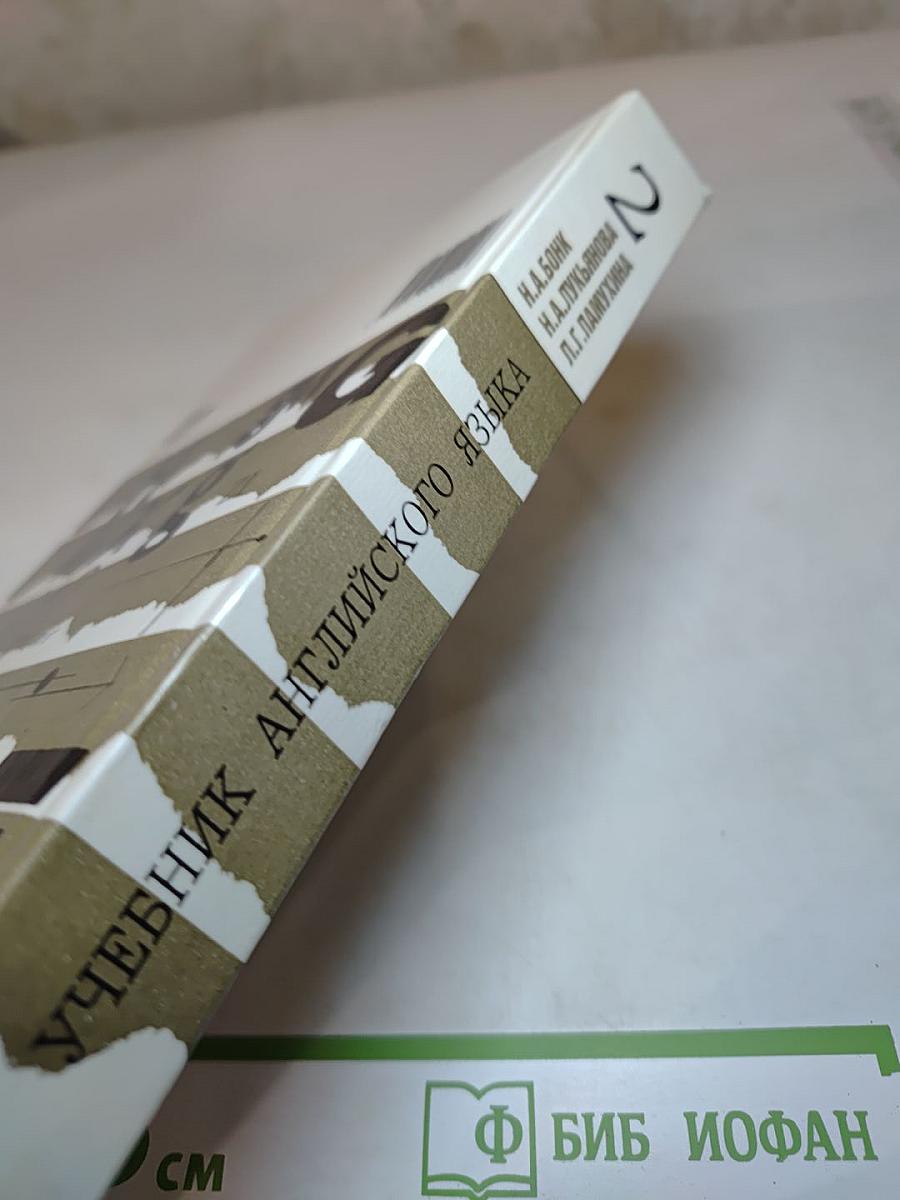 2
Н.А.БОНК
Н.А.ЛУКЬЯНОВА
Л.Г.ПАМУХИНА
УЧЕБНИК АНГЛИЙСКОГО ЯЗЫКА
см
Ф БИБ ИОФАН